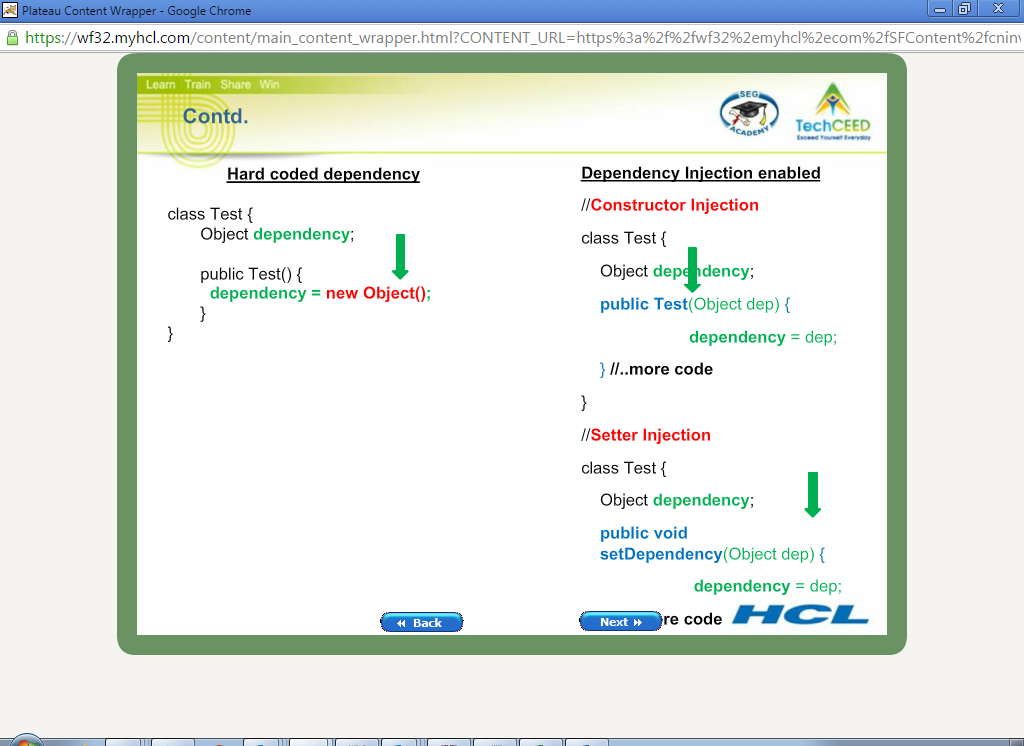 Plateau Content Wrapper - Google Chrome
https://wf32.myhcl.com/content/main_content_wrapper.html?CONTENT_URL=https%3a%2f%2fwf32%2emyhcl%2ecom%2fSFContent%2fcninv
Learn Train Share Win
Contd.
SEG
ACADEMY
TechCEED
Exceed Yourself Everyday
Hard coded dependency
class Test {
Object dependency;
public Test() {
dependency = new Object();
}
}
Dependency Injection enabled
//Constructor Injection
class Test {
Object dependency;
public Test(Object dep) {
dependency = dep;
} //..more code
}
//Setter Injection
class Test {
Object dependency;
public void
setDependency(Object dep) {
dependency = dep;
re code
HCL
Back
Next